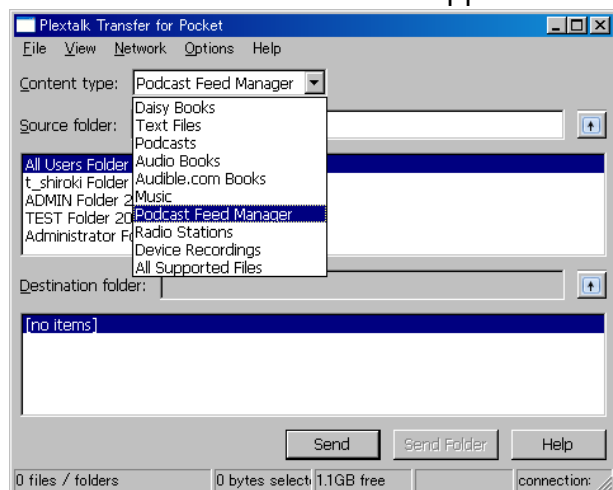 Plextalk Transfer for Pocket
File View Network Options Help
Content type: Podcast Feed Manager
Daisy Books
Source folder:
Text Files
Podcasts
All Users Folder
Audio Books
t_shiroki Folder
Audible.com Books
ADMIN Folder 2
Music
TEST Folder 20
Podcast Feed Manager
Administrator Fo
Radio Stations
Device Recordings
All Supported Files
Destination folder:
[no items]
Send Send Folder Help
0 files / folders 0 bytes select 1.1GB free connection: